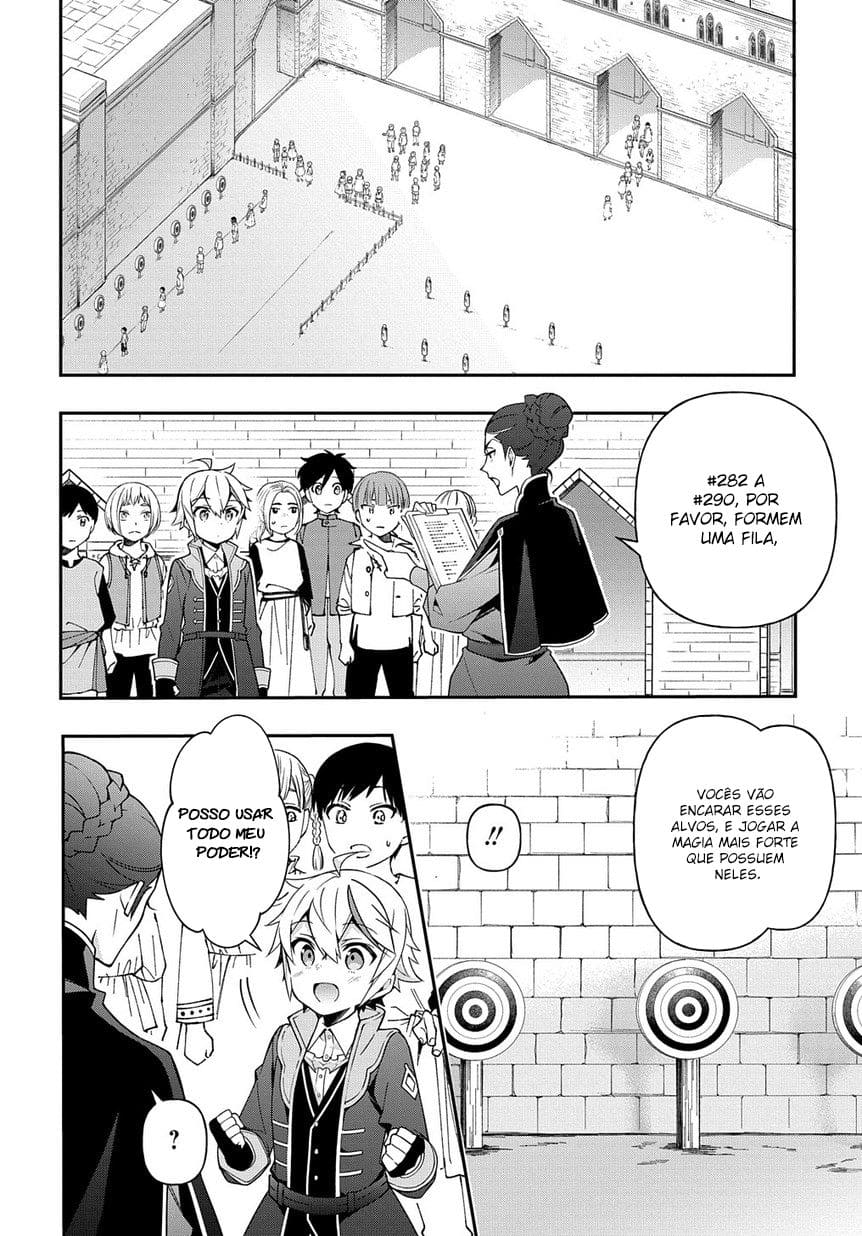 #282 A
#290, POR
FAVOR, FORMEM
UMA FILA,
VOCÊS VÃO
ENCARAR ESSES
ALVOS, E JOGAR A
MAGIA MAIS FORTE
QUE POSSUEM
NELES.
!!
POSSO USAR
TODO MEU
PODER!?
?